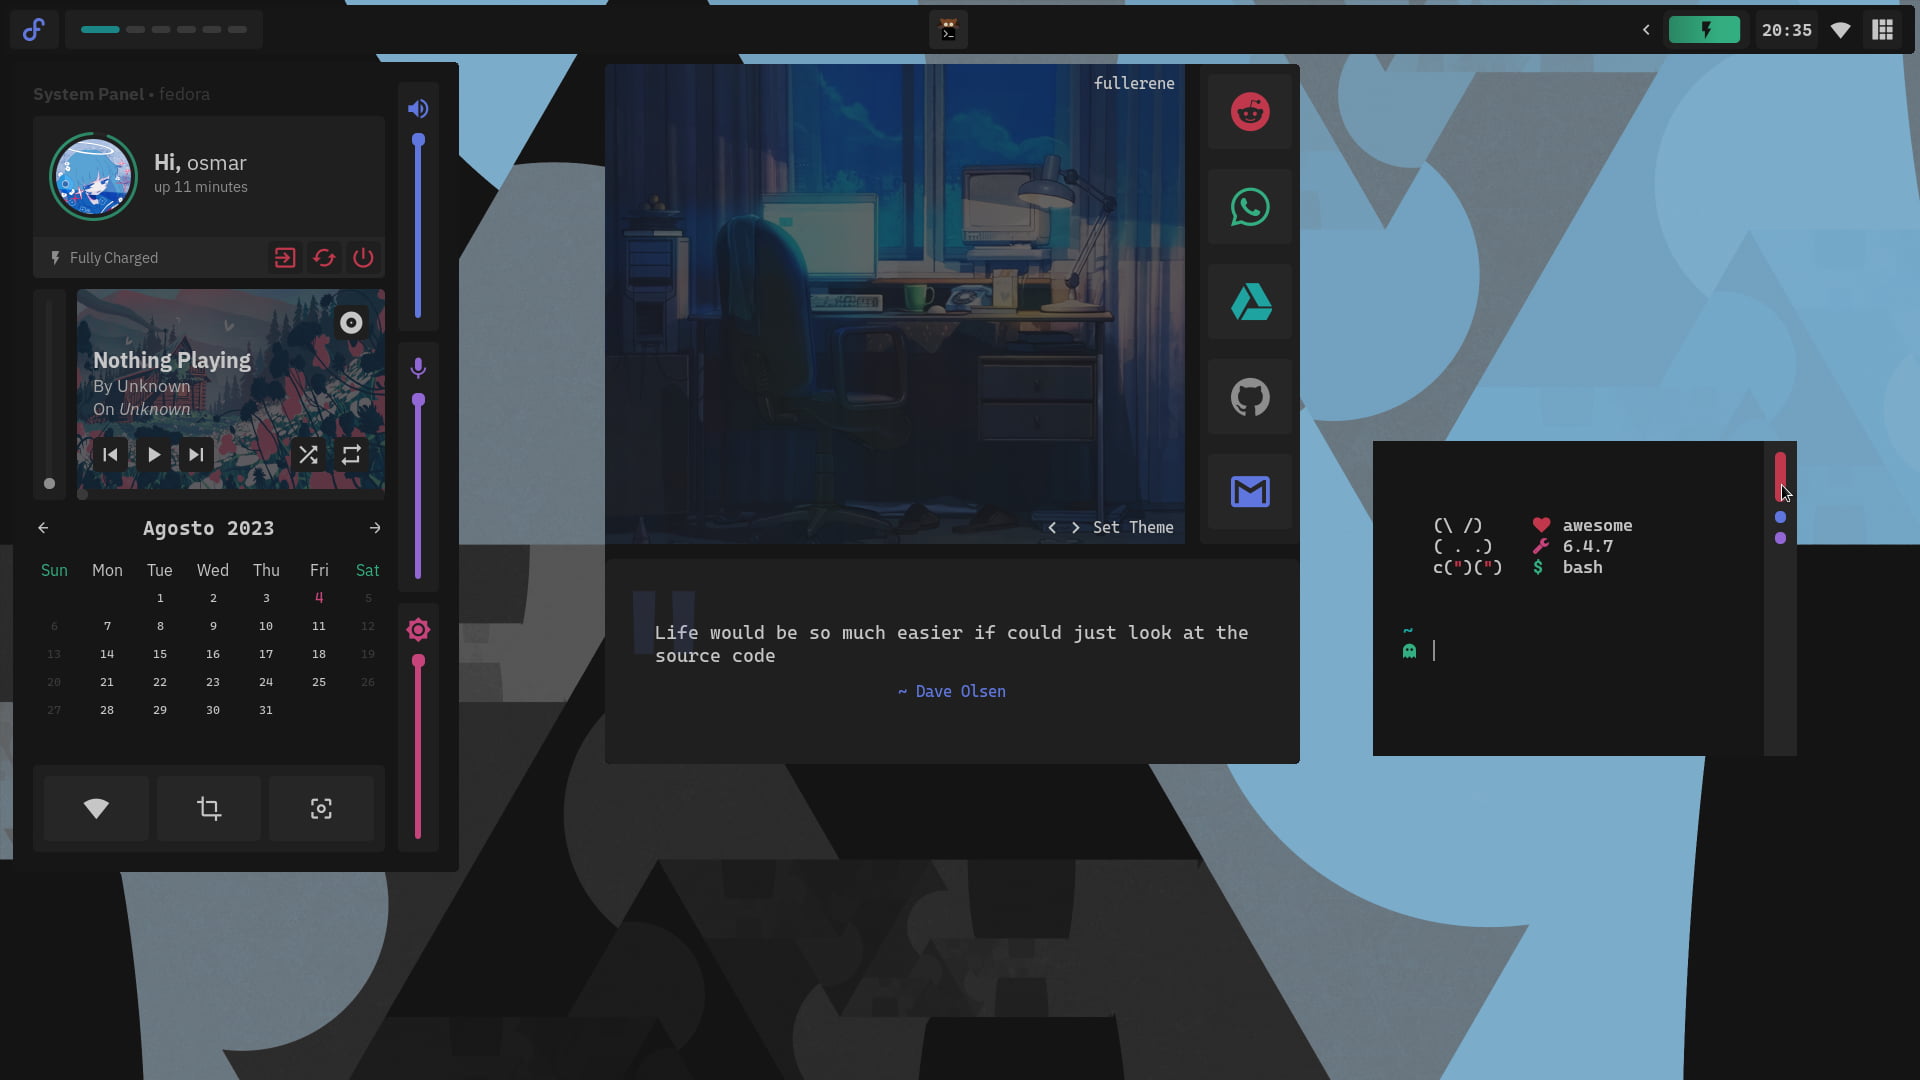 20:35
System Panel • fedora
Hi, osmar
up 11 minutes
Fully Charged
Nothing Playing
By Unknown
On Unknown
Agosto 2023
Sun Mon Tue Wed Thu Fri Sat
1 2 3 4 5
6 7 8 9 10 11 12
13 14 15 16 17 18 19
20 21 22 23 24 25 26
27 28 29 30 31
fullerene
< > Set Theme
"
Life would be so much easier if could just look at the
source code
~ Dave Olsen
(\ /) awesome
( . .) 6.4.7
c(")(") $ bash
~